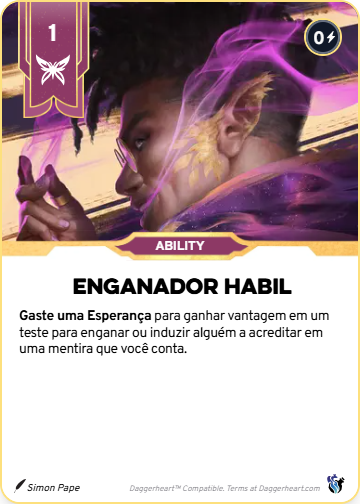 1
0
ABILITY
ENGANADOR HABIL
Gaste uma Esperança para ganhar vantagem em um
teste para enganar ou induzir alguém a acreditar em
uma mentira que você conta.
Simon Pape
Daggerheart™ Compatible. Terms at Daggerheart.com